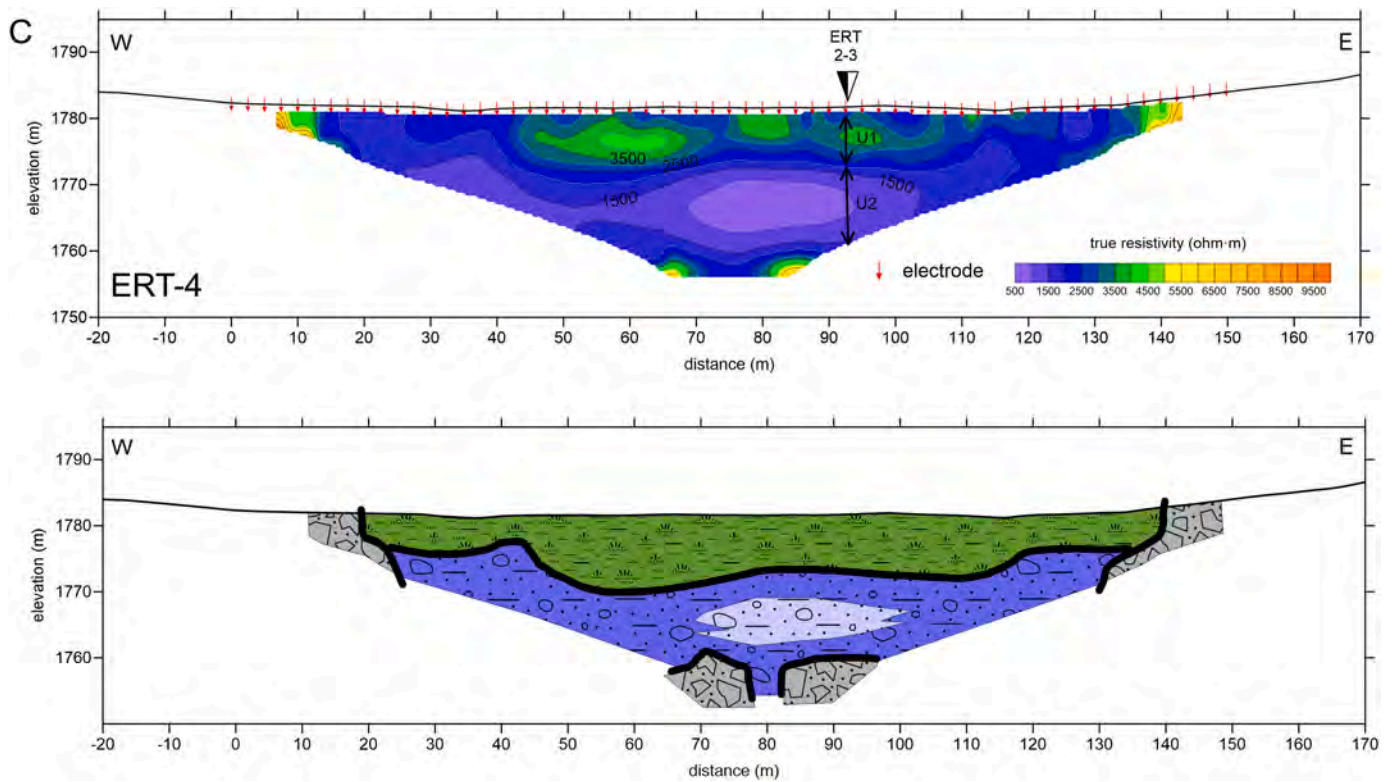 C
W
ERT
2-3
E
elevation (m)
1790
1780
1770
1760
1750
U1
3500
2500
1500
1500
U2
true resistivity (ohm·m)
electrode
500 1500 2500 3500 4500 5500 6500 7500 8500 9500
ERT-4
-20 -10 0 10 20 30 40 50 60 70 80 90 100 110 120 130 140 150 160 170
distance (m)
W
E
elevation (m)
1790
1780
1770
1760
-20 -10 0 10 20 30 40 50 60 70 80 90 100 110 120 130 140 150 160 170
distance (m)